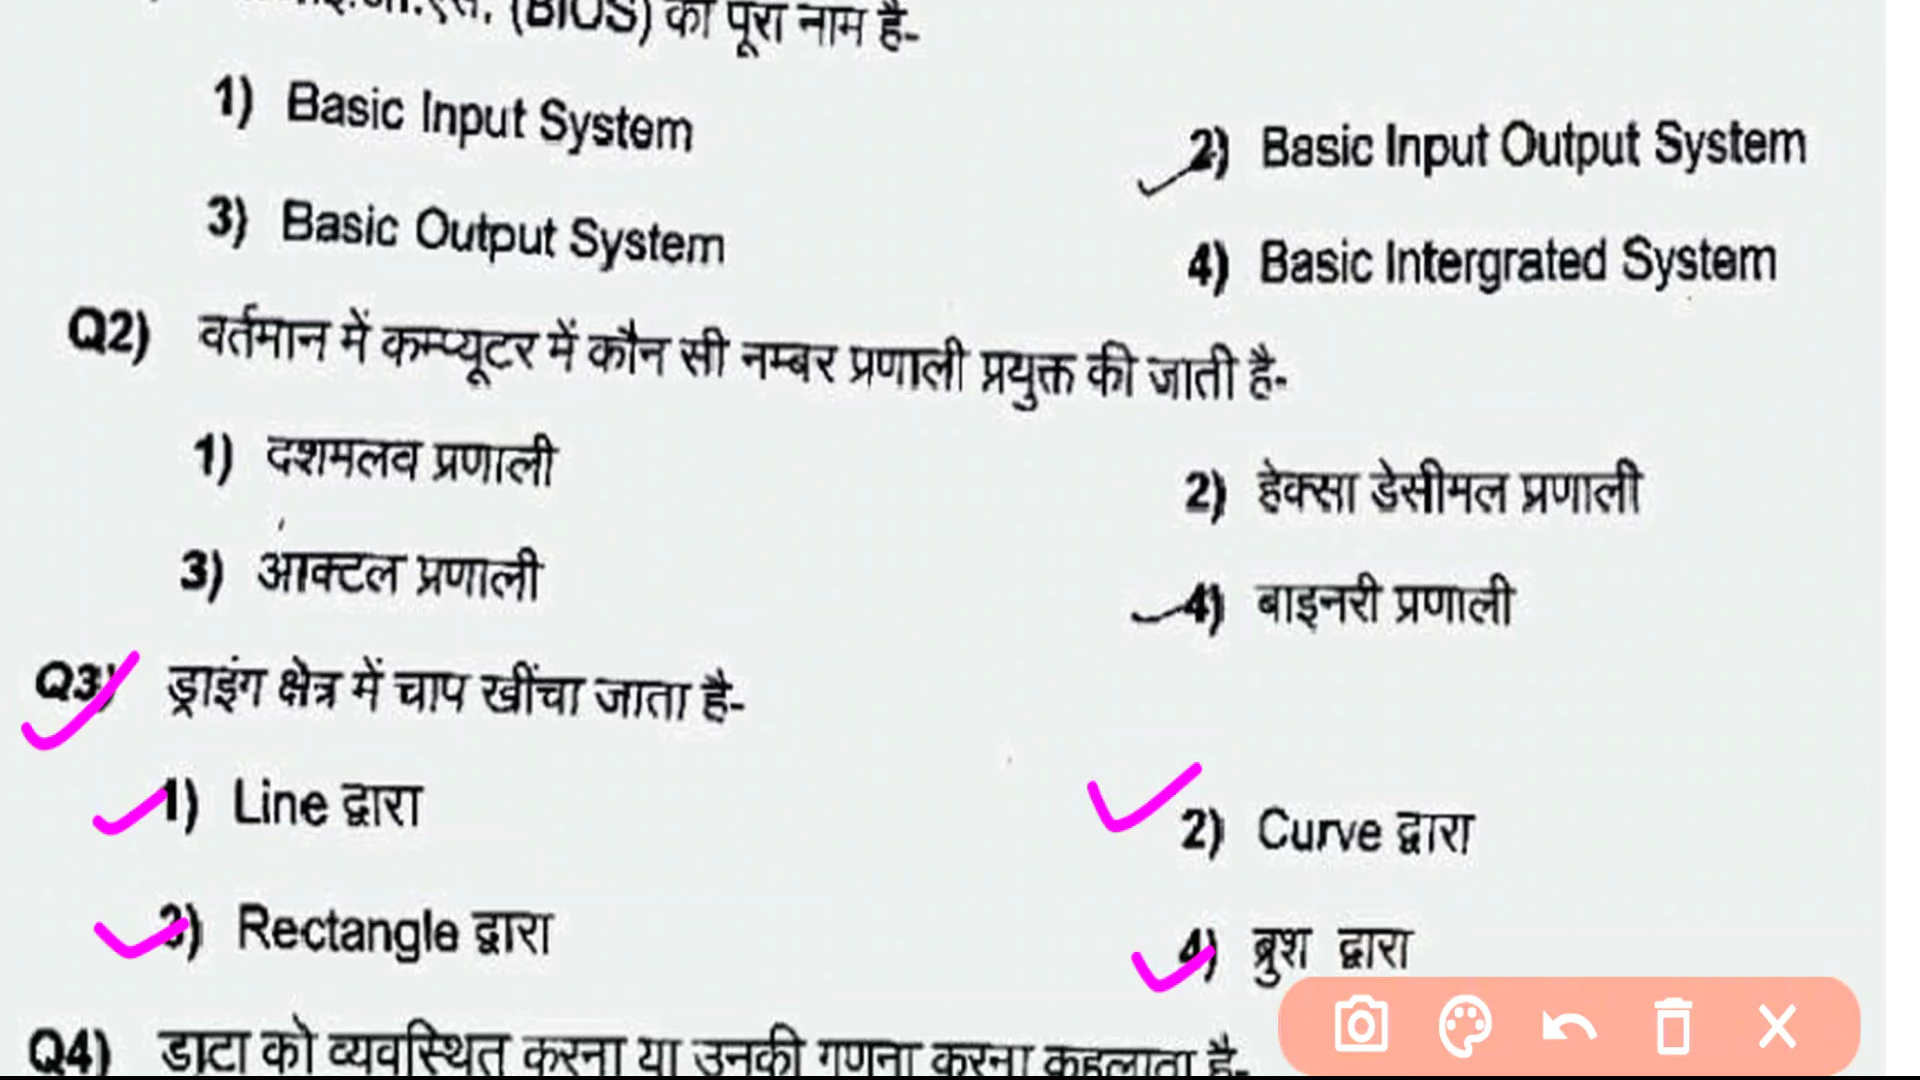 (BIOS) का पूरा नाम है-
1) Basic Input System
2) Basic Input Output System
3) Basic Output System
4) Basic Intergrated System
Q2) वर्तमान में कम्प्यूटर में कौन सी नम्बर प्रणाली प्रयुक्त की जाती है-
1) दशमलव प्रणाली
2) हेक्सा डेसीमल प्रणाली
3) आक्टल प्रणाली
4) बाइनरी प्रणाली
Q3) ड्राइंग क्षेत्र में चाप खींचा जाता है-
1) Line द्वारा
2) Curve द्वारा
3) Rectangle द्वारा
4) ब्रुश द्वारा
Q4) डाटा को व्यवस्थित करना या उनकी गणना करना कहलाता है-